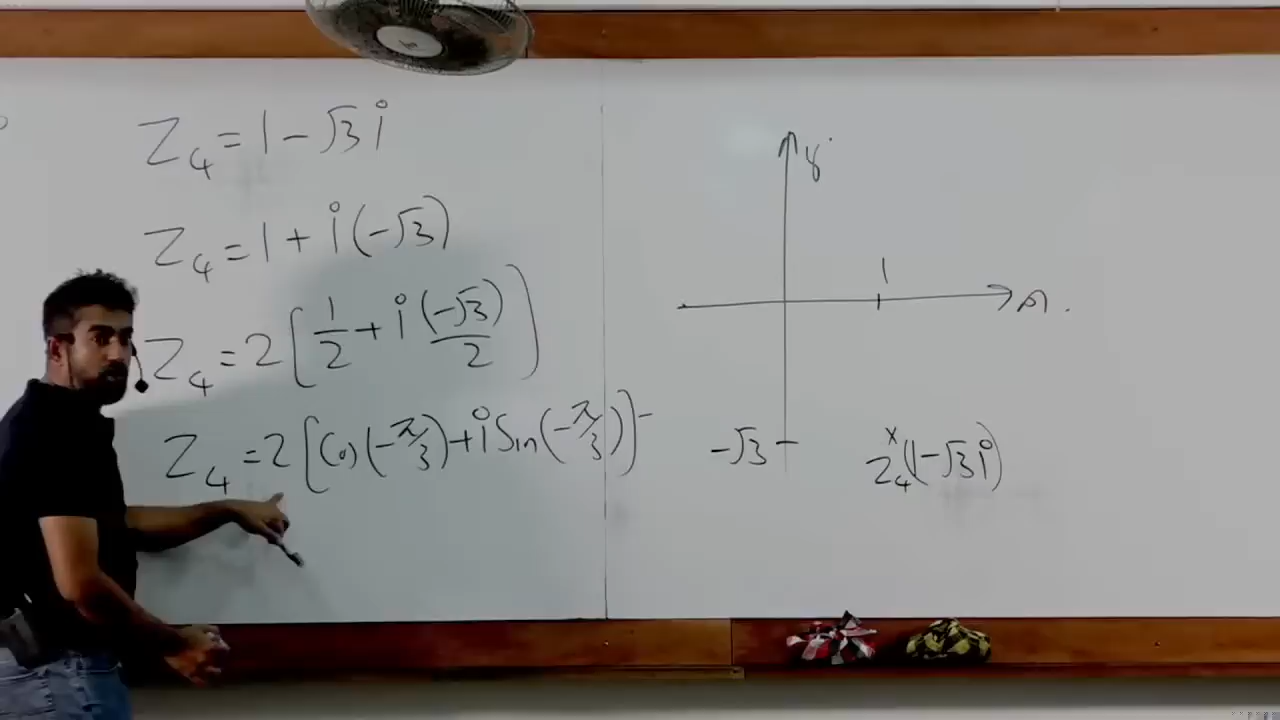 Z₄ = 1 - √3 i
Z₄ = 1 + i(-√3)
Z₄ = 2[1/2 + i (-√3)/2]
Z₄ = 2[Cos(-π/3) + i Sin(-π/3)] -
y
1
x
-√3
x
Z₄(1-√3 i)